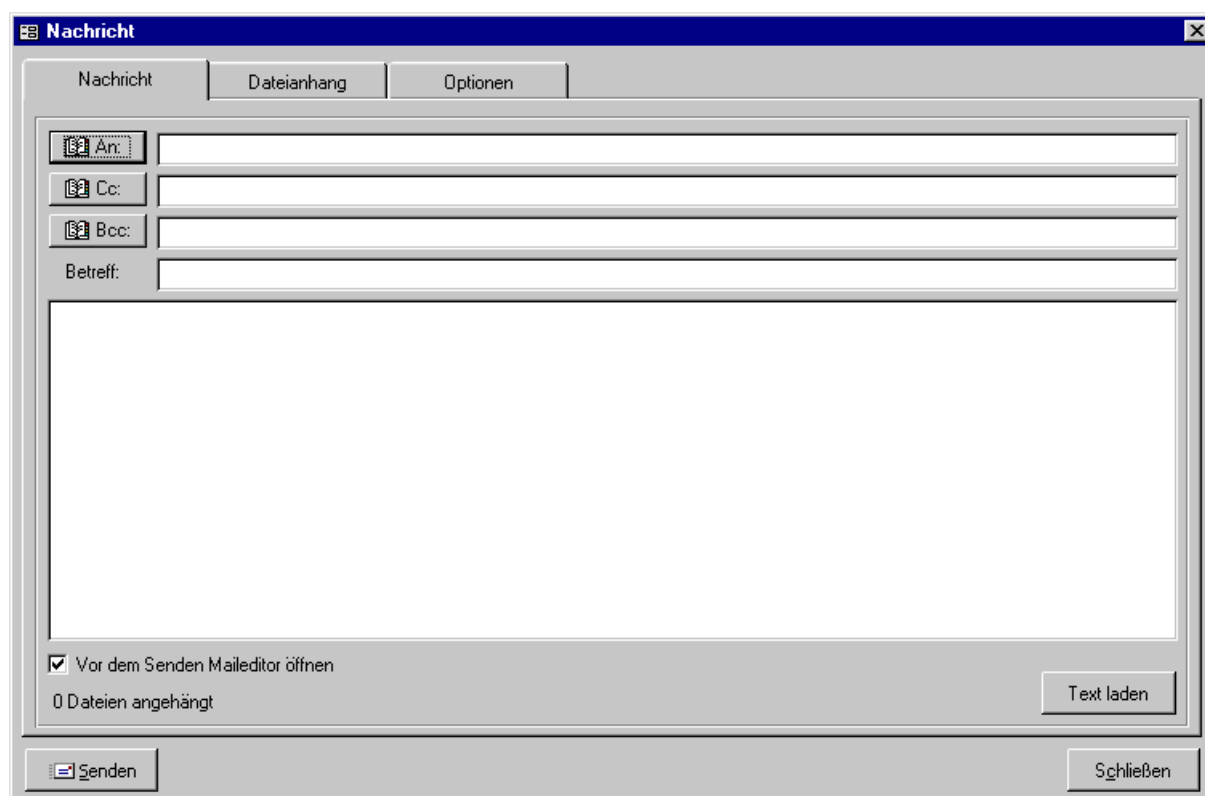 Nachricht
Nachricht Dateianhang Optionen
An:
Cc:
Bcc:
Betreff:
Vor dem Senden Maileditor öffnen
0 Dateien angehängt
Text laden
Senden
Schließen